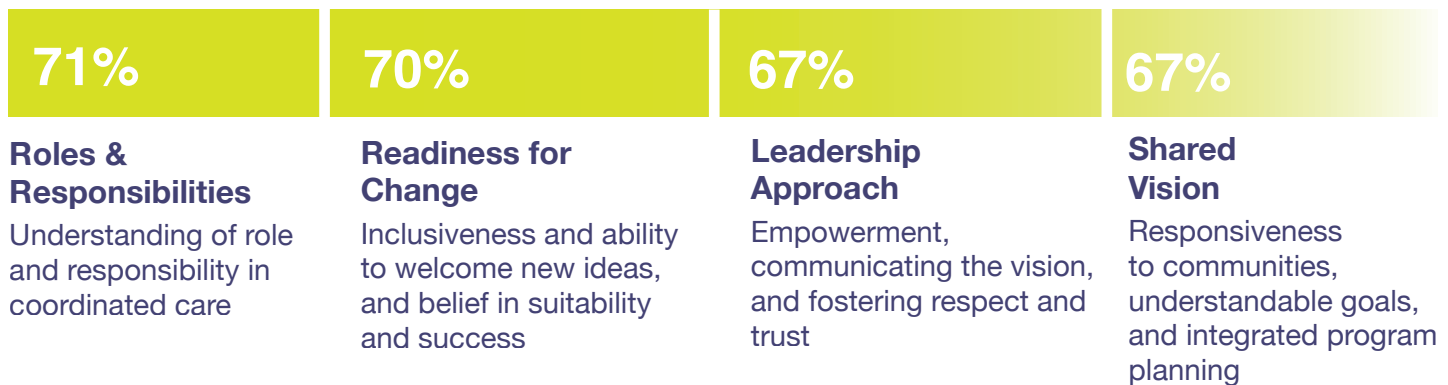 71%
Roles &
Responsibilities
Understanding of role
and responsibility in
coordinated care
70%
Readiness for
Change
Inclusiveness and ability
to welcome new ideas,
and belief in suitability
and success
67%
Leadership
Approach
Empowerment,
communicating the vision,
and fostering respect and
trust
67%
Shared
Vision
Responsiveness
to communities,
understandable goals,
and integrated program
planning